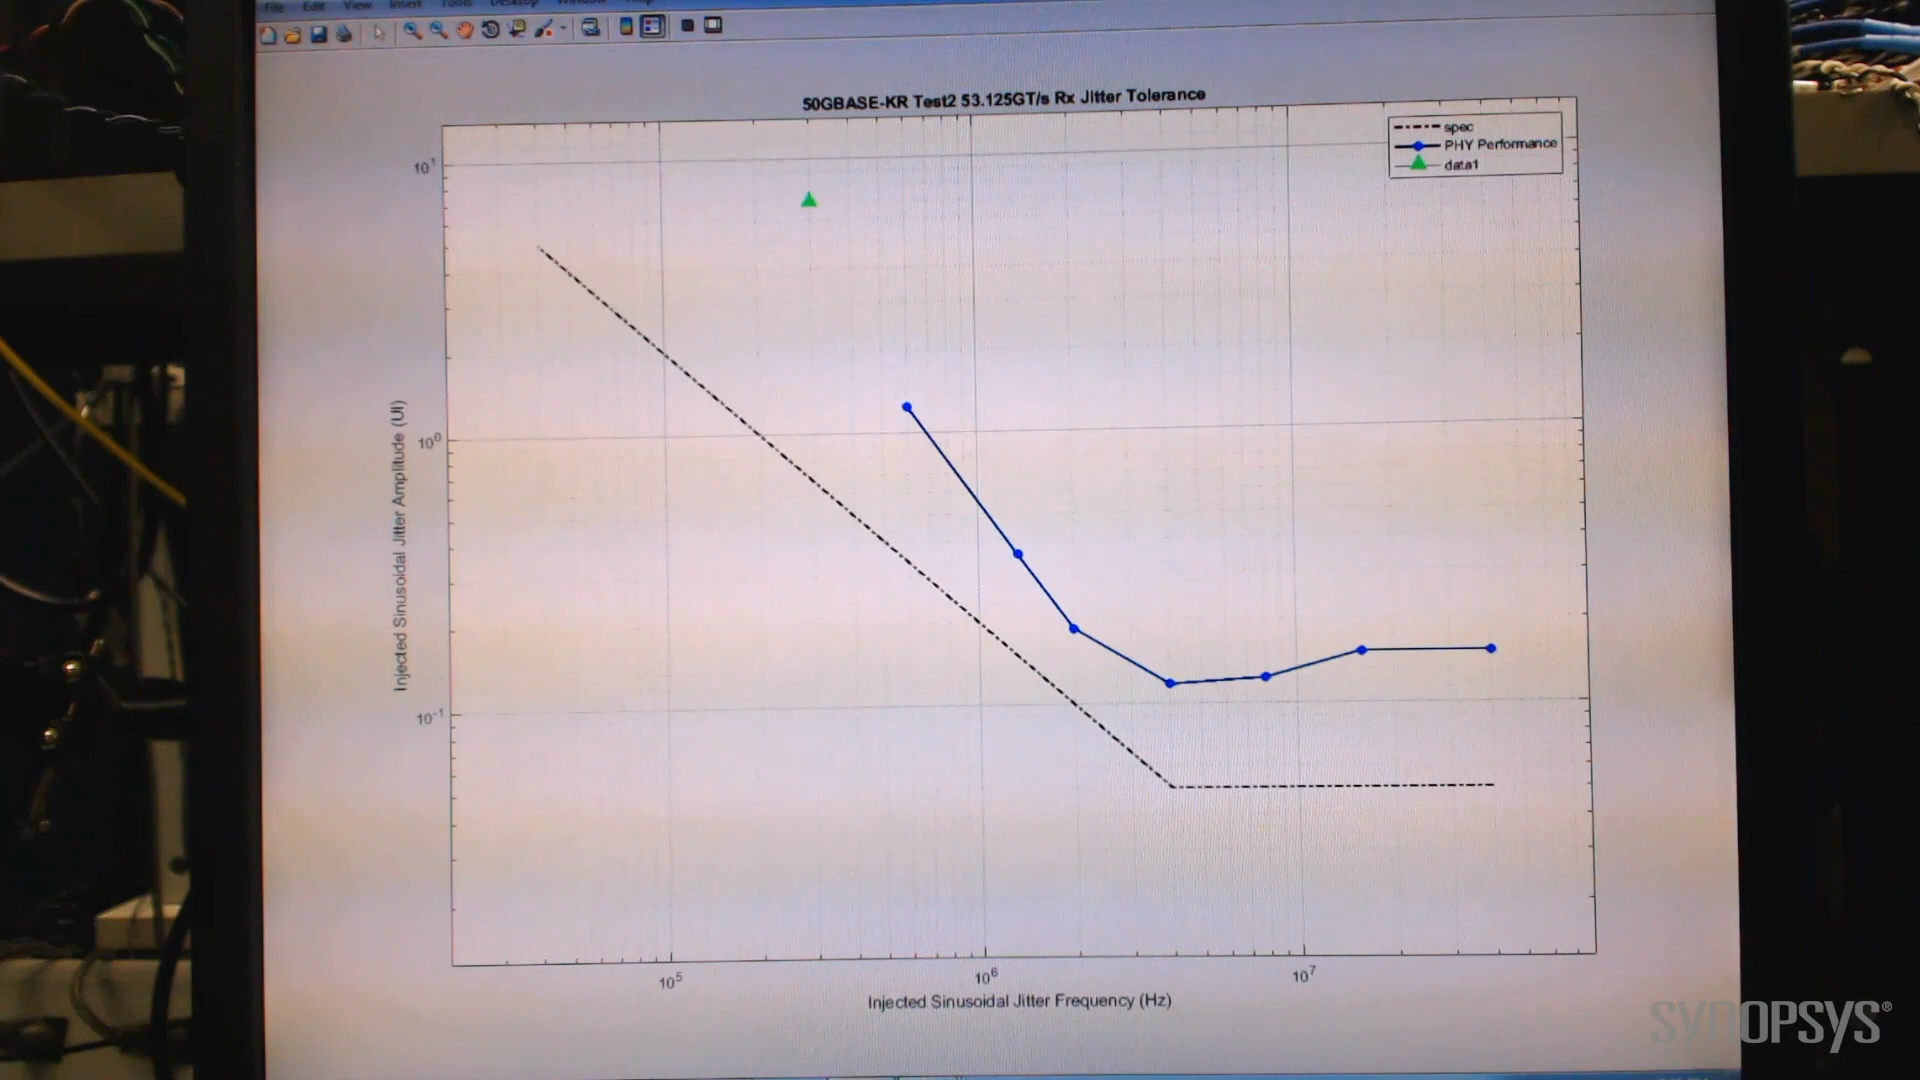 File Edit View Insert Tools Desktop Window Help
50GBASE-KR Test2 53.125GT/s Rx Jitter Tolerance
spec
PHY Performance
data1
10¹
10⁰
10⁻¹
Injected Sinusoidal Jitter Amplitude (UI)
10⁵ 10⁶ 10⁷
Injected Sinusoidal Jitter Frequency (Hz)
SYNOPSYS®